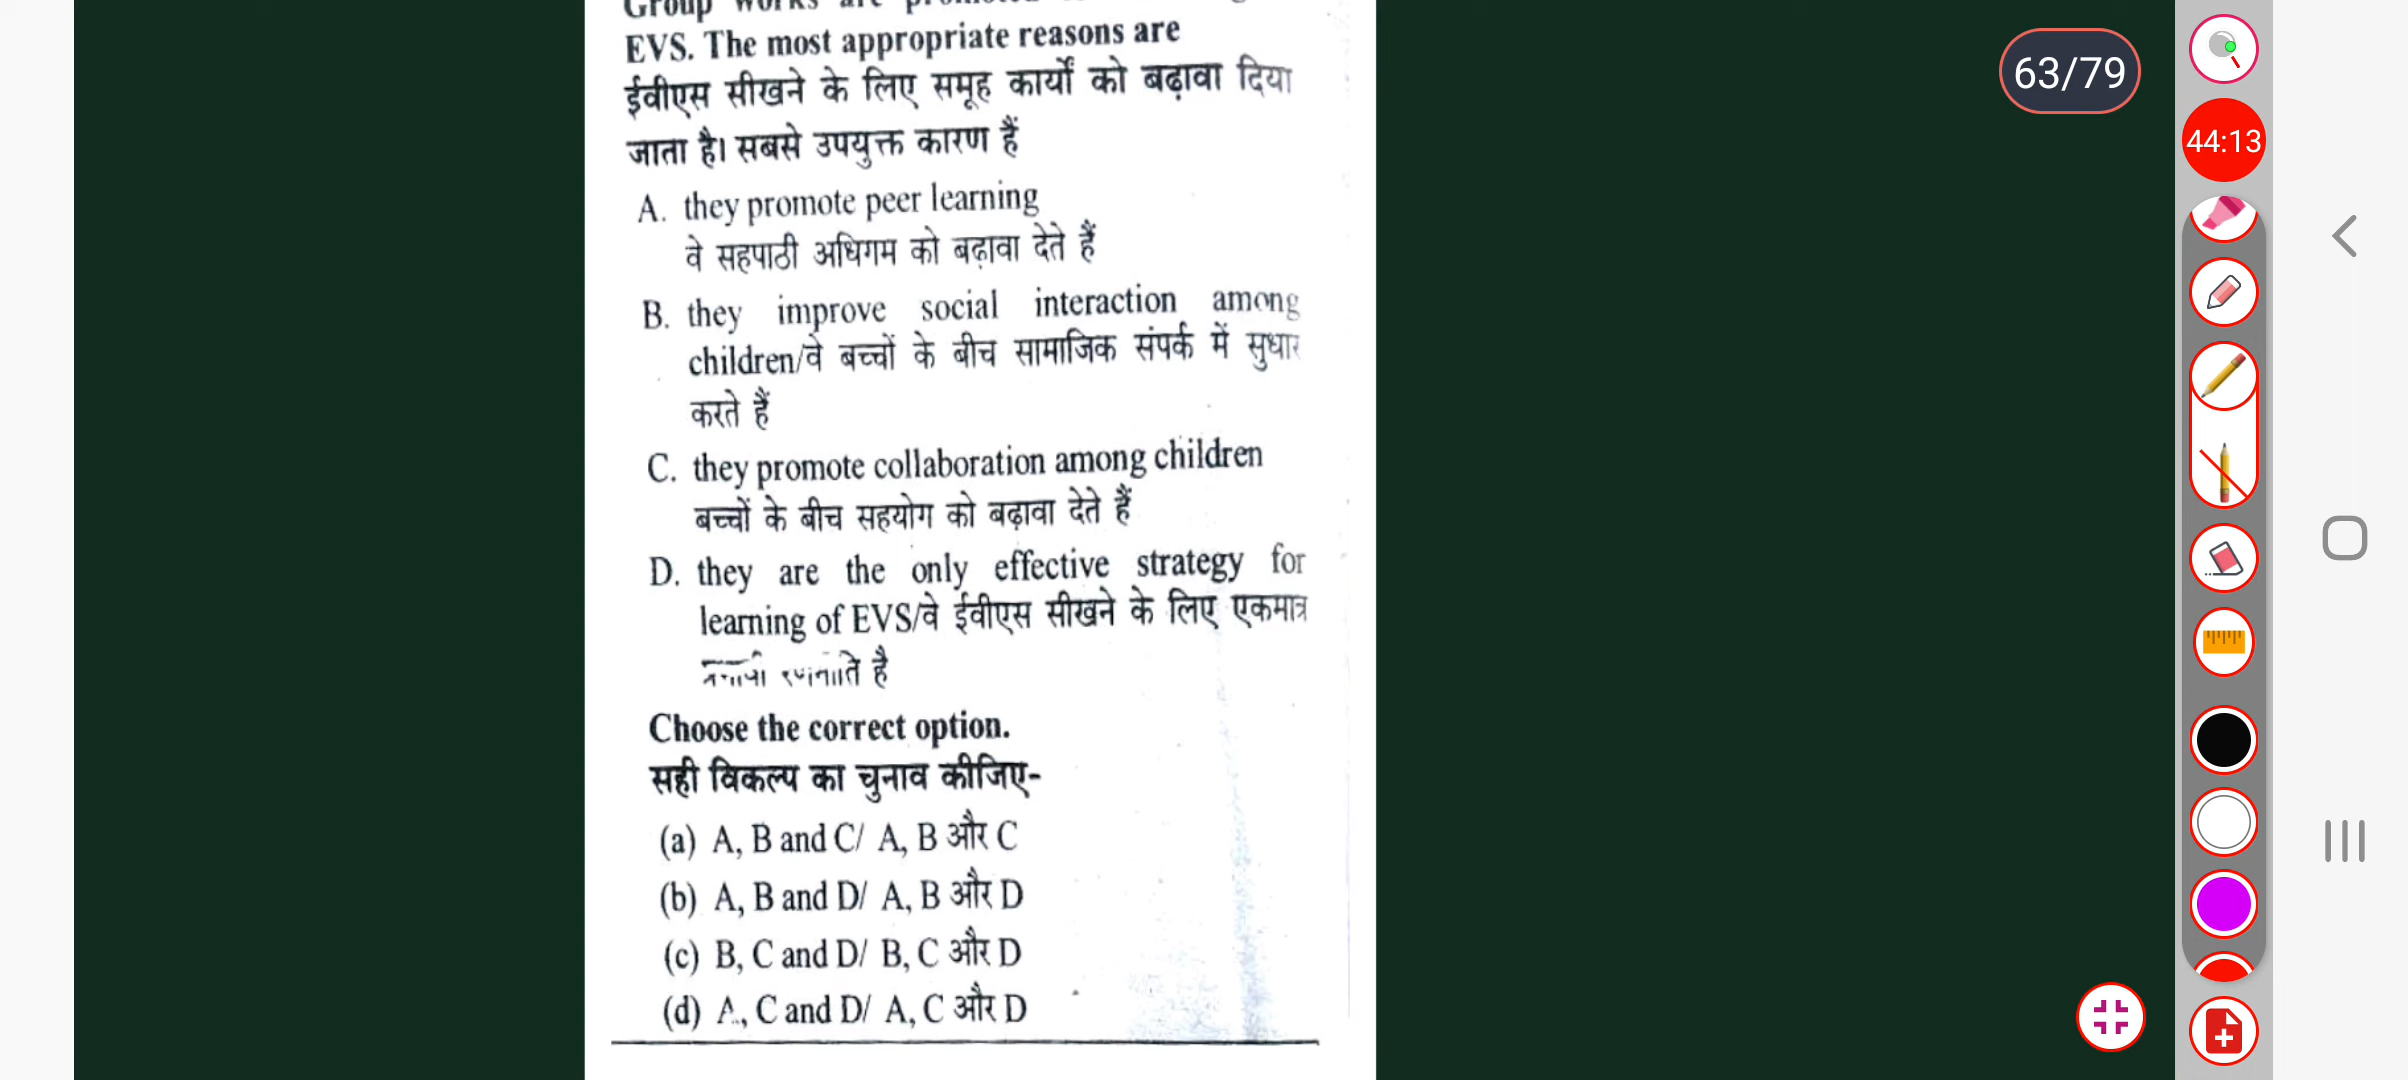 Group works are
EVS. The most appropriate reasons are
ईवीएस सीखने के लिए समूह कार्यों को बढ़ावा दिया
जाता है। सबसे उपयुक्त कारण हैं
A. they promote peer learning
वे सहपाठी अधिगम को बढ़ावा देते हैं
B. they improve social interaction among
children/वे बच्चों के बीच सामाजिक संपर्क में सुधार
करते हैं
C. they promote collaboration among children
बच्चों के बीच सहयोग को बढ़ावा देते हैं
D. they are the only effective strategy for
learning of EVS/वे ईवीएस सीखने के लिए एकमात्र
है
Choose the correct option.
सही विकल्प का चुनाव कीजिए-
(a) A, B and C/ A, B और C
(b) A, B and D/ A, B और D
(c) B, C and D/ B, C और D
(d) A, C and D/ A, C और D
63/79
44:13